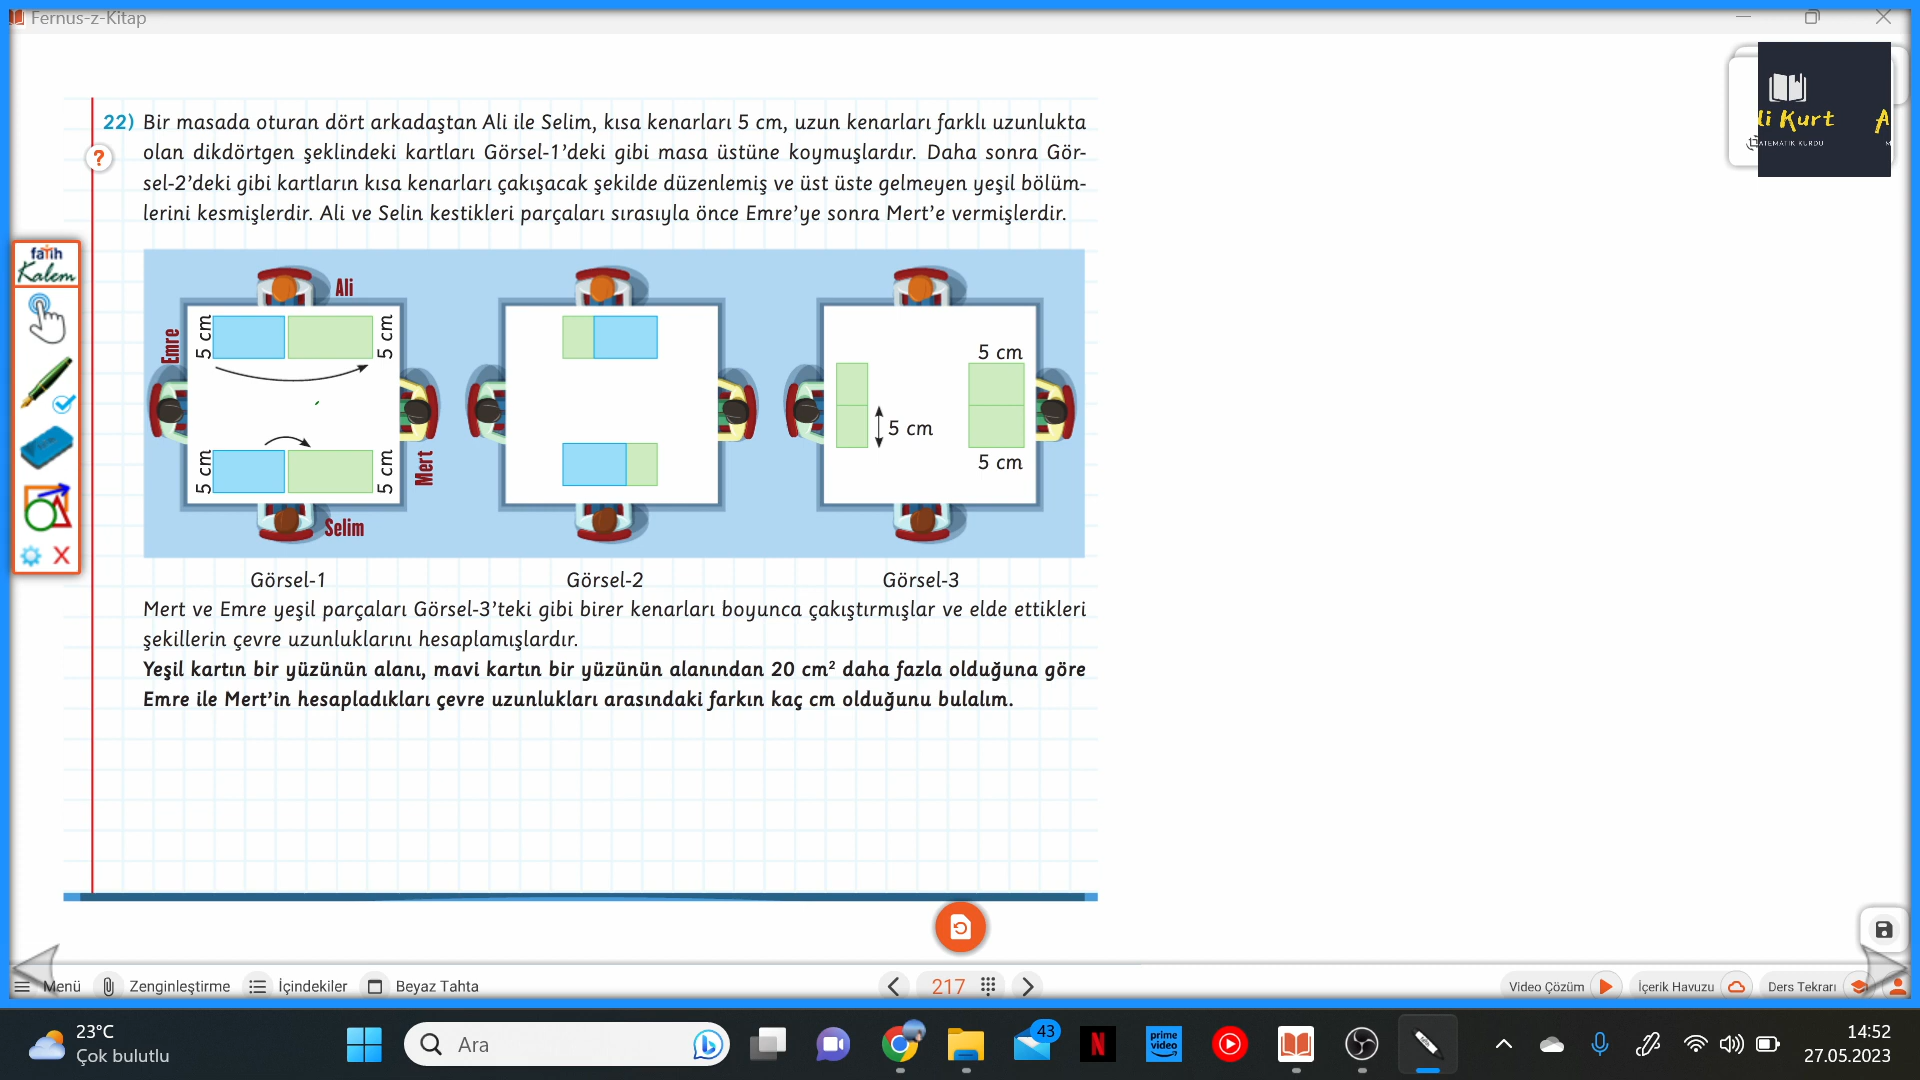 Fernus-z-Kitap
li Kurt
A
22) Bir masada oturan dört arkadaştan Ali ile Selim, kısa kenarları 5 cm, uzun kenarları farklı uzunlukta
olan dikdörtgen şeklindeki kartları Görsel-1'deki gibi masa üstüne koymuşlardır. Daha sonra Gör-
sel-2'deki gibi kartların kısa kenarları çakışacak şekilde düzenlemiş ve üst üste gelmeyen yeşil bölüm-
lerini kesmişlerdir. Ali ve Selin kestikleri parçaları sırasıyla önce Emre'ye sonra Mert'e vermişlerdir.
?
fatih
Kalem
Ali
Emre
5 cm
5 cm
5 cm
5 cm
Mert
Selim
5 cm
5 cm
5 cm
Görsel-1
Görsel-2
Görsel-3
Mert ve Emre yeşil parçaları Görsel-3'teki gibi birer kenarları boyunca çakıştırmışlar ve elde ettikleri
şekillerin çevre uzunluklarını hesaplamışlardır.
Yeşil kartın bir yüzünün alanı, mavi kartın bir yüzünün alanından 20 cm² daha fazla olduğuna göre
Emre ile Mert'in hesapladıkları çevre uzunlukları arasındaki farkın kaç cm olduğunu bulalım.
Menü
Zenginleştirme
İçindekiler
Beyaz Tahta
217
Video Çözüm
İçerik Havuzu
Ders Tekrarı
23°C
Çok bulutlu
Ara
43
N
prime
video
14:52
27.05.2023